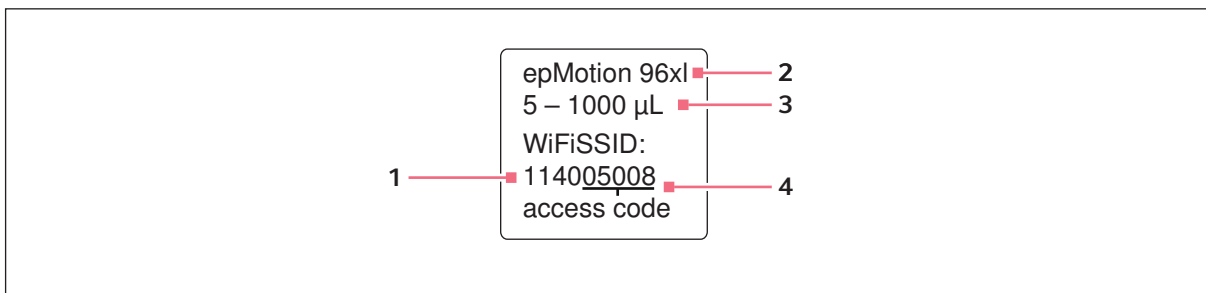 epMotion 96xl
2
5 – 1000 µL
3
WiFiSSID:
1
114005008
4
access code